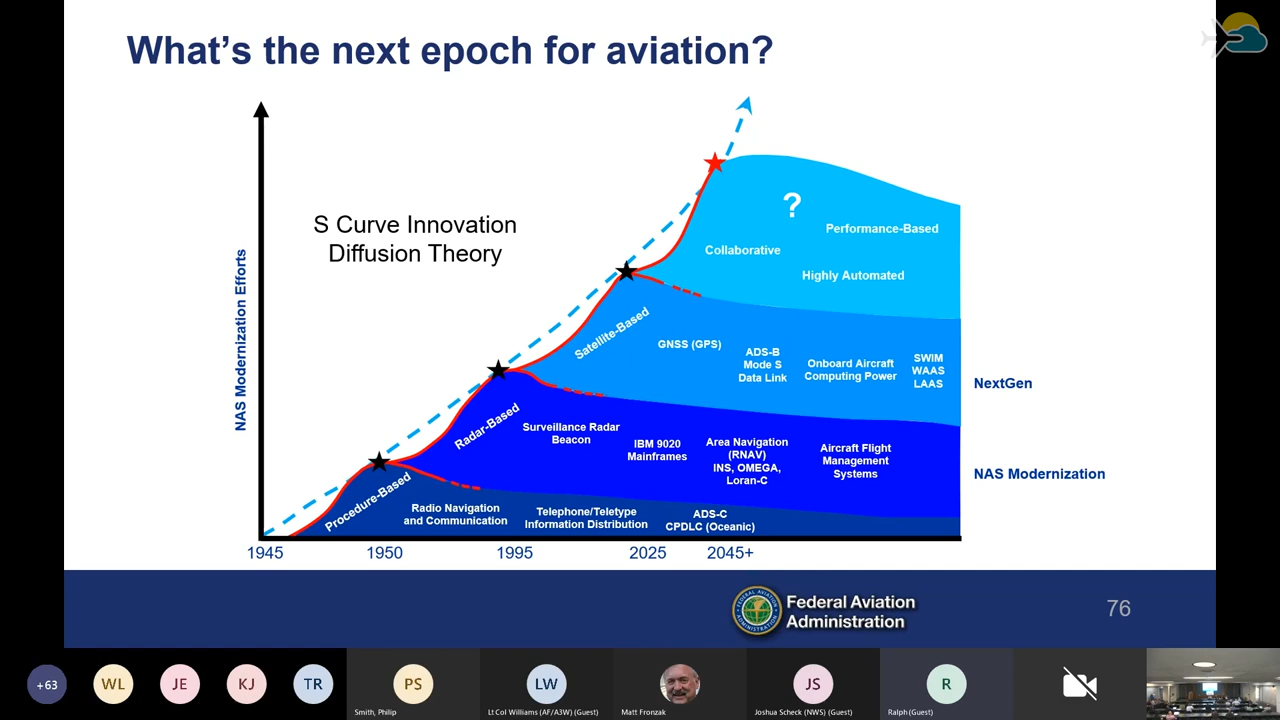 What's the next epoch for aviation?
S Curve Innovation
Diffusion Theory
NAS Modernization Efforts
?
Performance-Based
Collaborative
Highly Automated
Satellite-Based
GNSS (GPS)
ADS-B
Mode S
Data Link
Onboard Aircraft
Computing Power
SWIM
WAAS
LAAS
NextGen
Radar-Based
Surveillance Radar
Beacon
IBM 9020
Mainframes
Area Navigation
(RNAV)
INS, OMEGA,
Loran-C
Aircraft Flight
Management
Systems
NAS Modernization
Procedure-Based
Radio Navigation
and Communication
Telephone/Teletype
Information Distribution
ADS-C
CPDLC (Oceanic)
1945
1950
1995
2025
2045+
Federal Aviation
Administration
76
+63
WL
JE
KJ
TR
PS
Smith, Philip
LW
Lt Col Williams (AF/A3W) (Guest)
Matt Fronzak
JS
Joshua Scheck (NWS) (Guest)
R
Ralph (Guest)